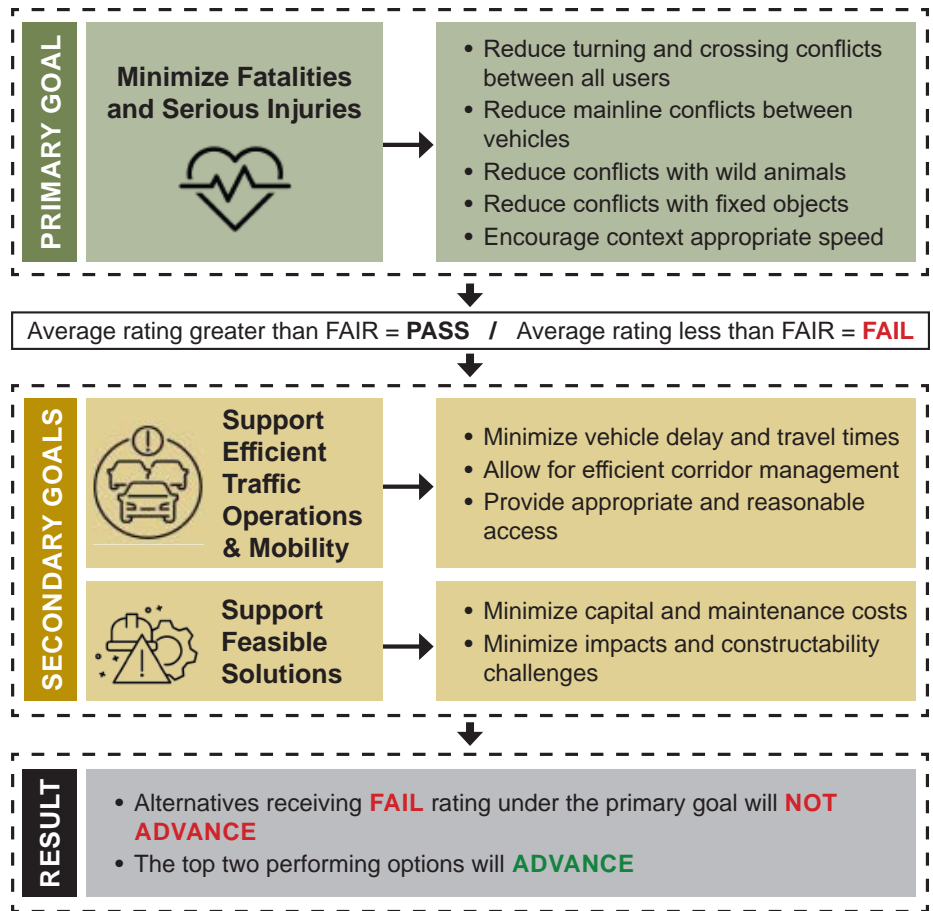 PRIMARY GOAL
Minimize Fatalities
and Serious Injuries
• Reduce turning and crossing conflicts
between all users
• Reduce mainline conflicts between
vehicles
• Reduce conflicts with wild animals
• Reduce conflicts with fixed objects
• Encourage context appropriate speed
Average rating greater than FAIR = PASS / Average rating less than FAIR = FAIL
SECONDARY GOALS
Support
Efficient
Traffic
Operations
& Mobility
• Minimize vehicle delay and travel times
• Allow for efficient corridor management
• Provide appropriate and reasonable
access
Support
Feasible
Solutions
• Minimize capital and maintenance costs
• Minimize impacts and constructability
challenges
RESULT
• Alternatives receiving FAIL rating under the primary goal will NOT
ADVANCE
• The top two performing options will ADVANCE